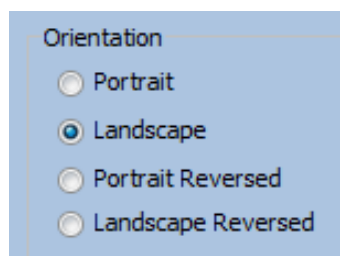 Orientation
Portrait
Landscape
Portrait Reversed
Landscape Reversed